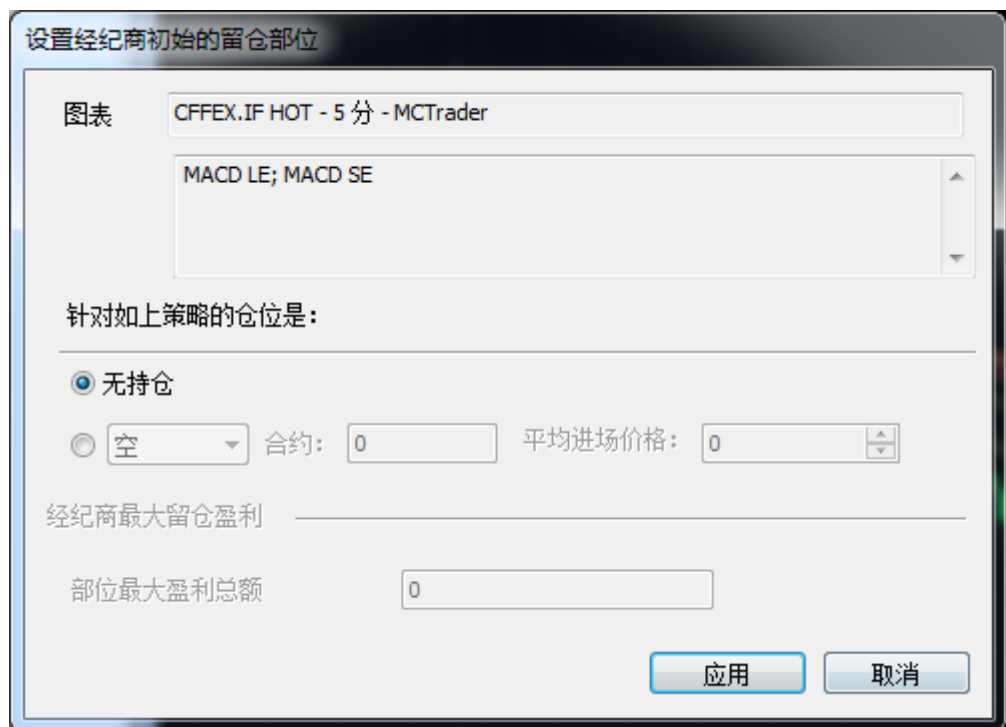 设置经纪商初始的留仓部位
图表 CFFEX.IF HOT - 5 分 - MCTrader
MACD LE; MACD SE
针对如上策略的仓位是：
无持仓
空 合约： 0 平均进场价格： 0
经纪商最大留仓盈利
部位最大盈利总额 0
应用 取消